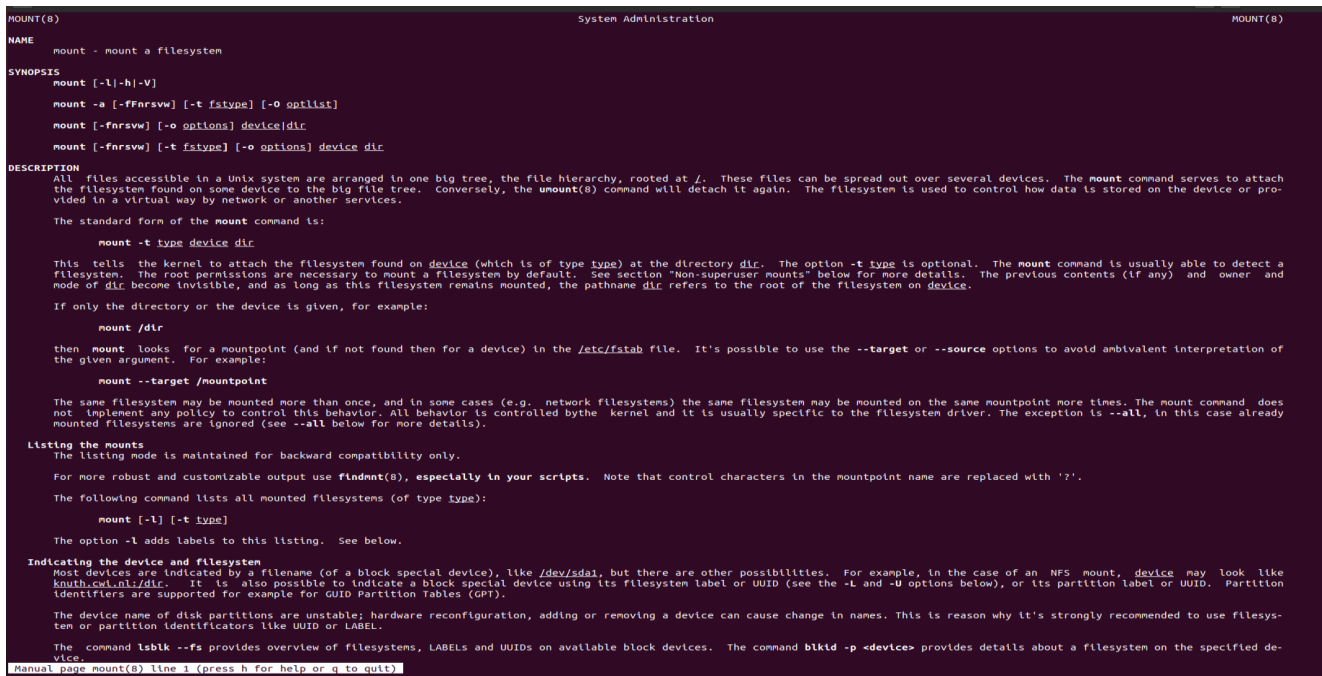 MOUNT(8) System Administration MOUNT(8)
NAME
mount - mount a filesystem
SYNOPSIS
mount [-l|-h|-V]
mount -a [-fFnrsvw] [-t fstype] [-O optlist]
mount [-fnrsvw] [-o options] device|dir
mount [-fnrsvw] [-t fstype] [-o options] device dir
DESCRIPTION
All files accessible in a Unix system are arranged in one big tree, the file hierarchy, rooted at /. These files can be spread out over several devices. The mount command serves to attach
the filesystem found on some device to the big file tree. Conversely, the umount(8) command will detach it again. The filesystem is used to control how data is stored on the device or pro-
vided in a virtual way by network or another services.
The standard form of the mount command is:
mount -t type device dir
This tells the kernel to attach the filesystem found on device (which is of type type) at the directory dir. The option -t type is optional. The mount command is usually able to detect a
filesystem. The root permissions are necessary to mount a filesystem by default. See section "Non-superuser mounts" below for more details. The previous contents (if any) and owner and
mode of dir become invisible, and as long as this filesystem remains mounted, the pathname dir refers to the root of the filesystem on device.
If only the directory or the device is given, for example:
mount /dir
then mount looks for a mountpoint (and if not found then for a device) in the /etc/fstab file. It's possible to use the --target or --source options to avoid ambivalent interpretation of
the given argument. For example:
mount --target /mountpoint
The same filesystem may be mounted more than once, and in some cases (e.g. network filesystems) the same filesystem may be mounted on the same mountpoint more times. The mount command does
not implement any policy to control this behavior. All behavior is controlled bythe kernel and it is usually specific to the filesystem driver. The exception is --all, in this case already
mounted filesystems are ignored (see --all below for more details).
Listing the mounts
The listing mode is maintained for backward compatibility only.
For more robust and customizable output use findmnt(8), especially in your scripts. Note that control characters in the mountpoint name are replaced with '?'.
The following command lists all mounted filesystems (of type type):
mount [-l] [-t type]
The option -l adds labels to this listing. See below.
Indicating the device and filesystem
Most devices are indicated by a filename (of a block special device), like /dev/sda1, but there are other possibilities. For example, in the case of an NFS mount, device may look like
knuth.cwi.nl:/dir. It is also possible to indicate a block special device using its filesystem label or UUID (see the -L and -U options below), or its partition label or UUID. Partition
identifiers are supported for example for GUID Partition Tables (GPT).
The device name of disk partitions are unstable; hardware reconfiguration, adding or removing a device can cause change in names. This is reason why it's strongly recommended to use filesys-
tem or partition identificators like UUID or LABEL.
The command lsblk --fs provides overview of filesystems, LABELs and UUIDs on available block devices. The command blkid -p <device> provides details about a filesystem on the specified de-
vice.
Manual page mount(8) line 1 (press h for help or q to quit)